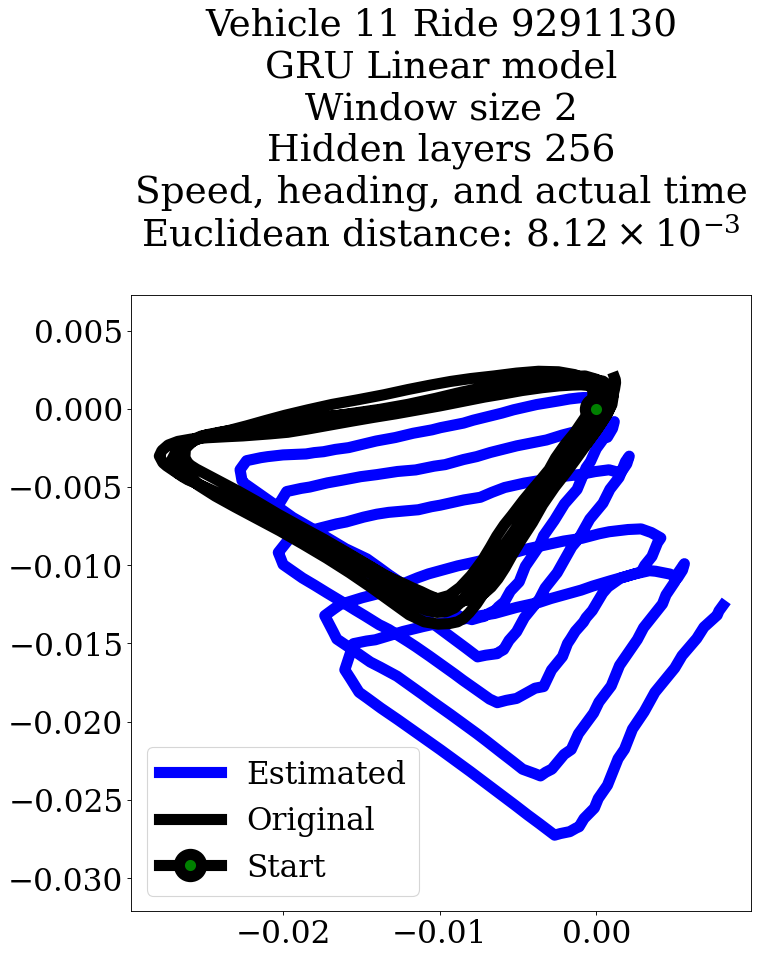 Vehicle 11 Ride 9291130
GRU Linear model
Window size 2
Hidden layers 256
Speed, heading, and actual time
Euclidean distance: 8.12 × 10⁻³
0.005
0.000
−0.005
−0.010
−0.015
−0.020
−0.025
−0.030
Estimated
Original
Start
−0.02
−0.01
0.00